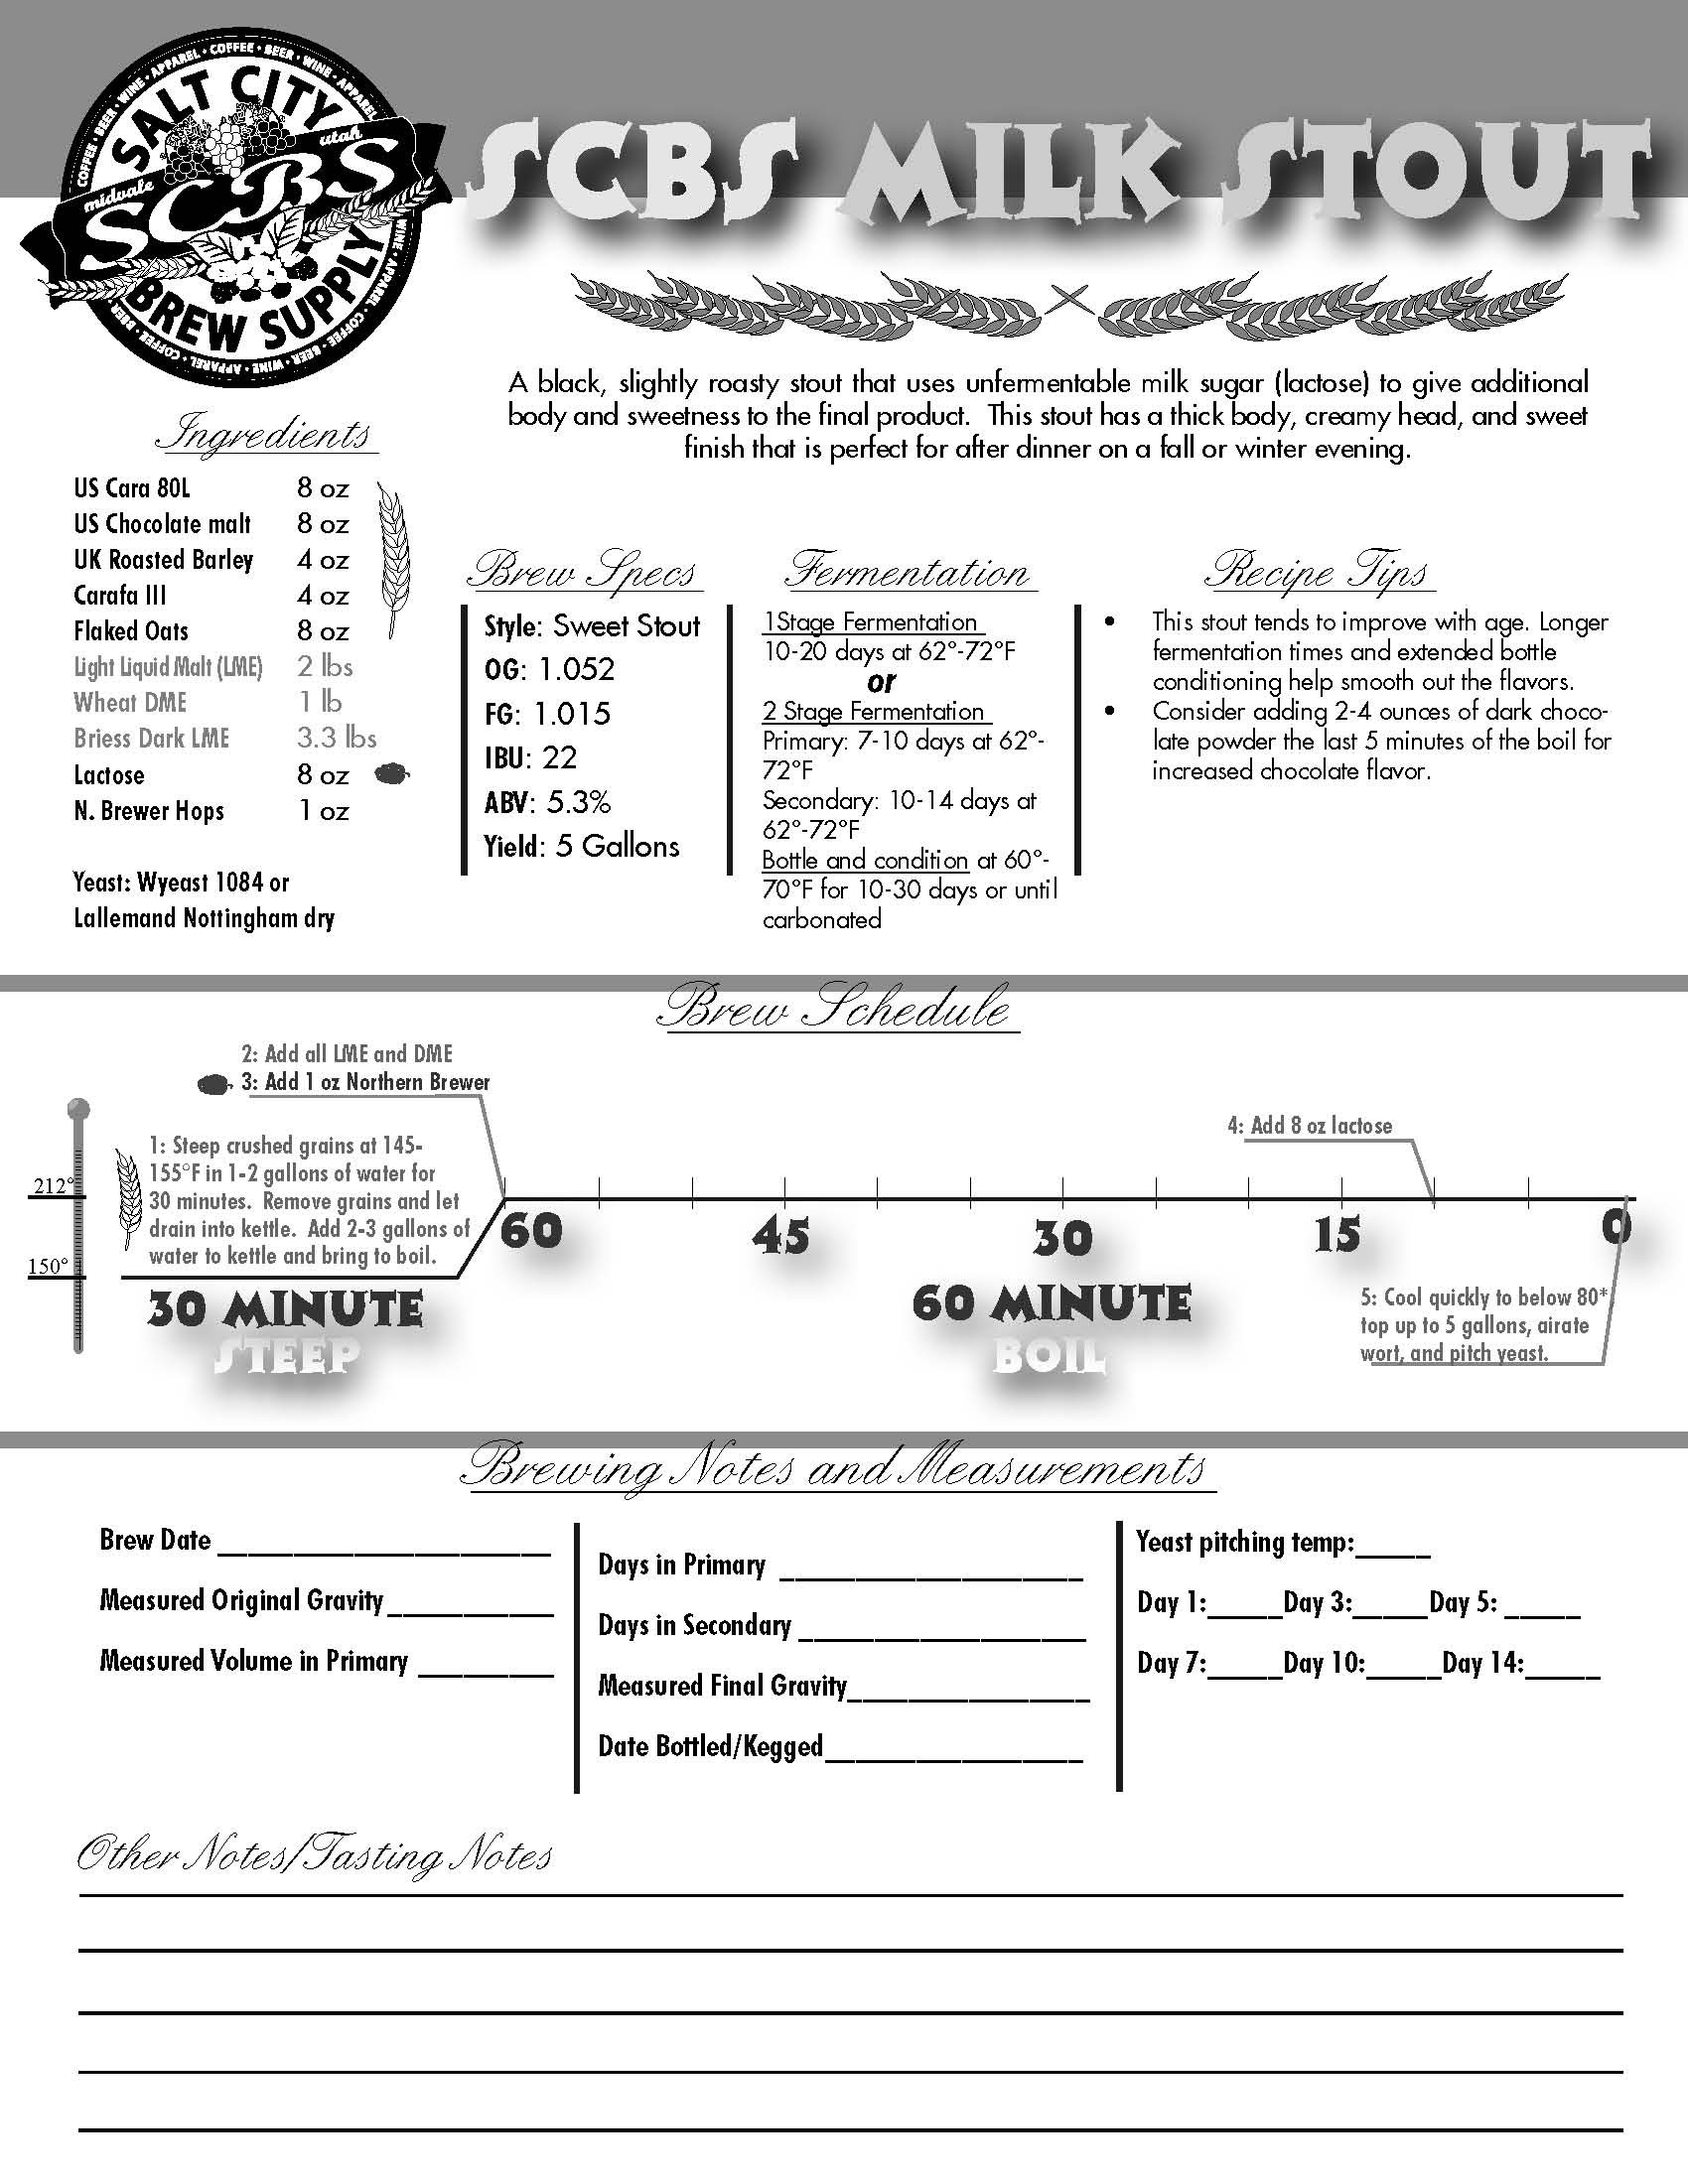 COFFEE • BEER • WINE • APPAREL • COFFEE • BEER • WINE • APPAREL
SALT CITY
midvale
SCBS
utah
BREW SUPPLY
WINE • APPAREL • COFFEE • BEER • WINE • APPAREL • COFFEE • BEER
SCBS MILK STOUT
A black, slightly roasty stout that uses unfermentable milk sugar (lactose) to give additional
body and sweetness to the final product. This stout has a thick body, creamy head, and sweet
finish that is perfect for after dinner on a fall or winter evening.
Ingredients
US Cara 80L 8 oz
US Chocolate malt 8 oz
UK Roasted Barley 4 oz
Carafa III 4 oz
Flaked Oats 8 oz
Light Liquid Malt (LME) 2 lbs
Wheat DME 1 lb
Briess Dark LME 3.3 lbs
Lactose 8 oz
N. Brewer Hops 1 oz
Yeast: Wyeast 1084 or
Lallemand Nottingham dry
Brew Specs
Style: Sweet Stout
OG: 1.052
FG: 1.015
IBU: 22
ABV: 5.3%
Yield: 5 Gallons
Fermentation
1Stage Fermentation
10-20 days at 62°-72°F
or
2 Stage Fermentation
Primary: 7-10 days at 62°-
72°F
Secondary: 10-14 days at
62°-72°F
Bottle and condition at 60°-
70°F for 10-30 days or until
carbonated
Recipe Tips
• This stout tends to improve with age. Longer
fermentation times and extended bottle
conditioning help smooth out the flavors.
• Consider adding 2-4 ounces of dark choco-
late powder the last 5 minutes of the boil for
increased chocolate flavor.
Brew Schedule
2: Add all LME and DME
3: Add 1 oz Northern Brewer
1: Steep crushed grains at 145-
155°F in 1-2 gallons of water for
30 minutes. Remove grains and let
drain into kettle. Add 2-3 gallons of
water to kettle and bring to boil.
212°
150°
4: Add 8 oz lactose
60 45 30 15 0
30 MINUTE
STEEP
60 MINUTE
BOIL
5: Cool quickly to below 80*
top up to 5 gallons, airate
wort, and pitch yeast.
Brewing Notes and Measurements
Brew Date ______________________
Measured Original Gravity___________
Measured Volume in Primary _________
Days in Primary ____________________
Days in Secondary ___________________
Measured Final Gravity________________
Date Bottled/Kegged_________________
Yeast pitching temp:_____
Day 1:_____Day 3:_____Day 5: _____
Day 7:_____Day 10:_____Day 14:_____
Other Notes/Tasting Notes